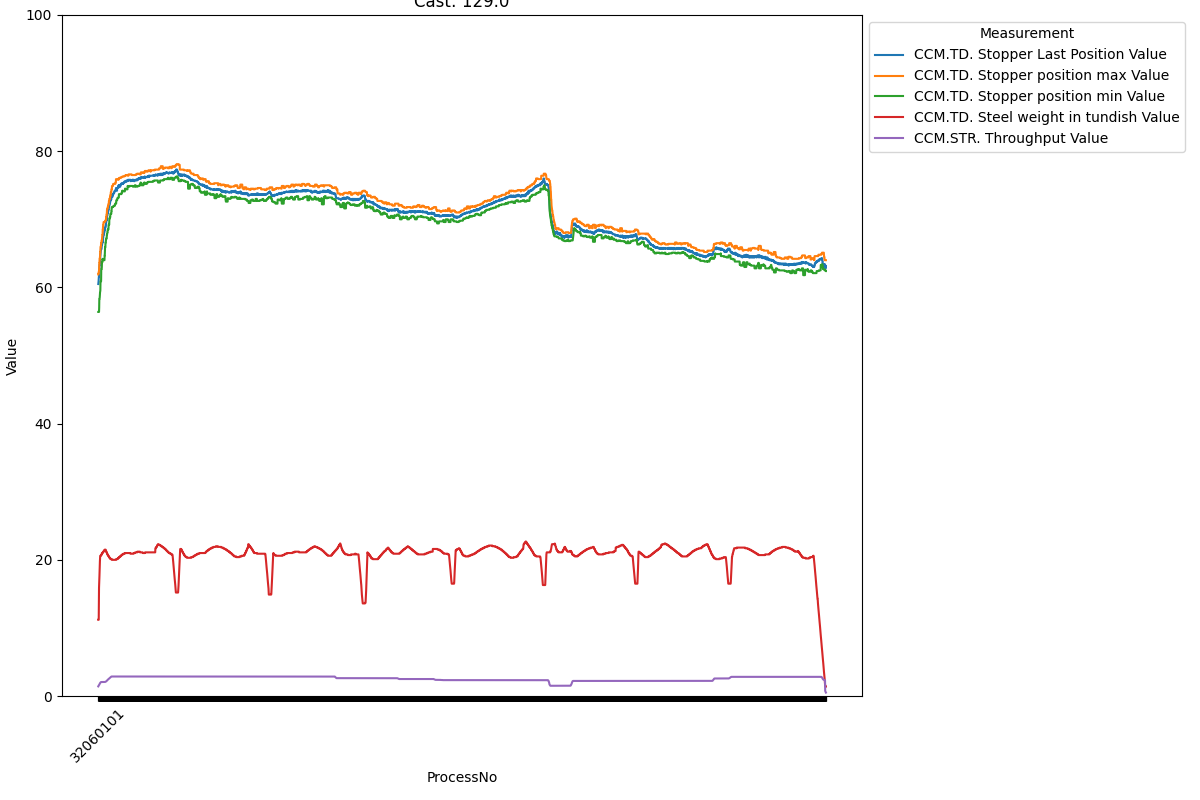 Cast: 129.0
100
80
60
40
20
0
Value
32060101
ProcessNo
Measurement
CCM.TD. Stopper Last Position Value
CCM.TD. Stopper position max Value
CCM.TD. Stopper position min Value
CCM.TD. Steel weight in tundish Value
CCM.STR. Throughput Value